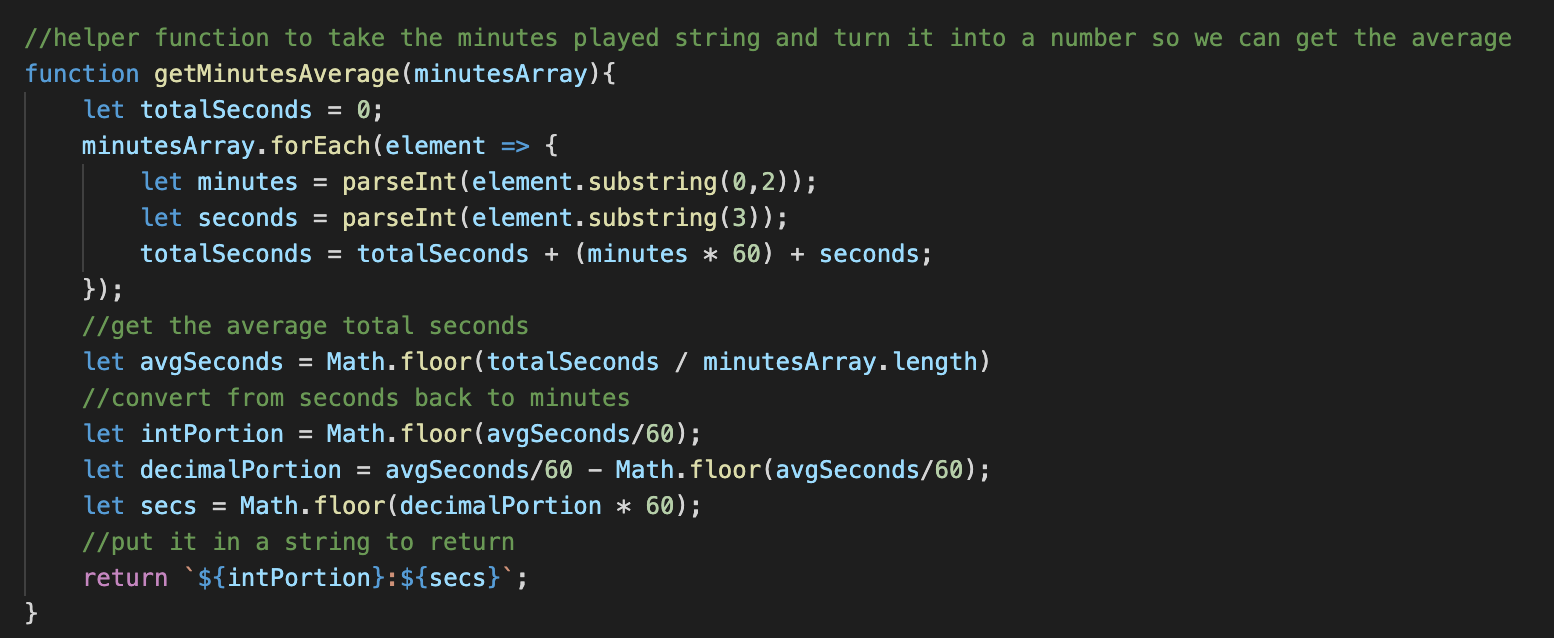 //helper function to take the minutes played string and turn it into a number so we can get the average
function getMinutesAverage(minutesArray){
    let totalSeconds = 0;
    minutesArray.forEach(element => {
        let minutes = parseInt(element.substring(0,2));
        let seconds = parseInt(element.substring(3));
        totalSeconds = totalSeconds + (minutes * 60) + seconds;
    });
    //get the average total seconds
    let avgSeconds = Math.floor(totalSeconds / minutesArray.length)
    //convert from seconds back to minutes
    let intPortion = Math.floor(avgSeconds/60);
    let decimalPortion = avgSeconds/60 - Math.floor(avgSeconds/60);
    let secs = Math.floor(decimalPortion * 60);
    //put it in a string to return
    return `${intPortion}:${secs}`;
}